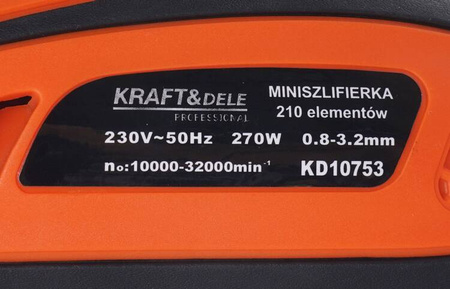 KRAFT&DELE
PROFESSIONAL
MINISZLIFIERKA
210 elementów
230V~50Hz 270W 0.8-3.2mm
no:10000-32000min⁻¹ KD10753